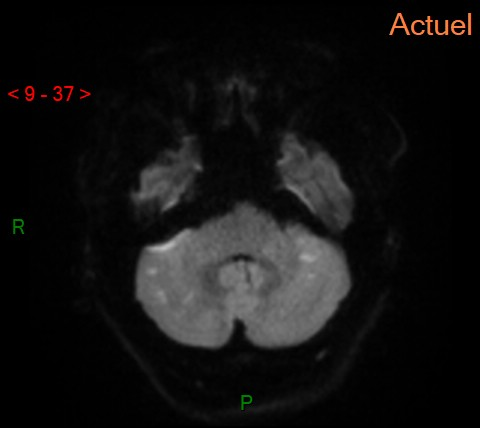 Actuel
< 9 - 37 >
R
P